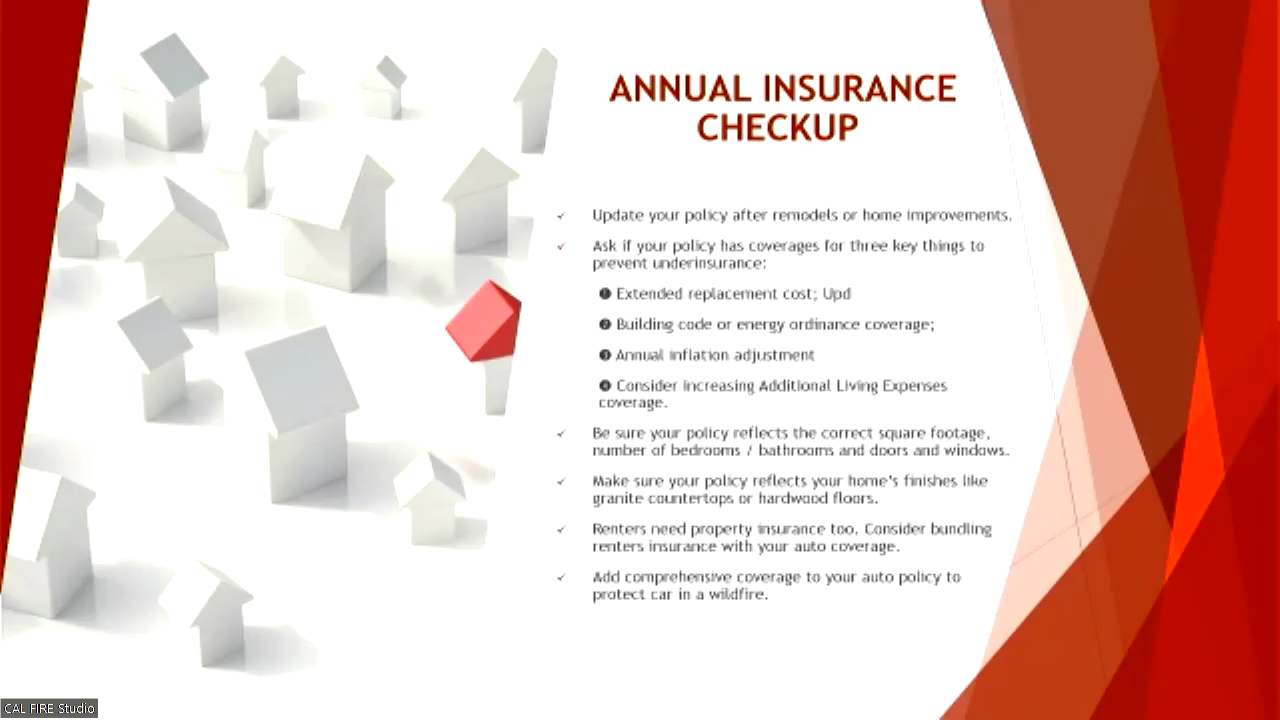 ANNUAL INSURANCE
CHECKUP
✓ Update your policy after remodels or home improvements.
✓ Ask if your policy has coverages for three key things to
prevent underinsurance:
❶ Extended replacement cost; Upd
❷ Building code or energy ordinance coverage;
❸ Annual inflation adjustment
❹ Consider increasing Additional Living Expenses
coverage.
✓ Be sure your policy reflects the correct square footage,
number of bedrooms / bathrooms and doors and windows.
✓ Make sure your policy reflects your home's finishes like
granite countertops or hardwood floors.
✓ Renters need property insurance too. Consider bundling
renters insurance with your auto coverage.
✓ Add comprehensive coverage to your auto policy to
protect car in a wildfire.
CAL FIRE Studio